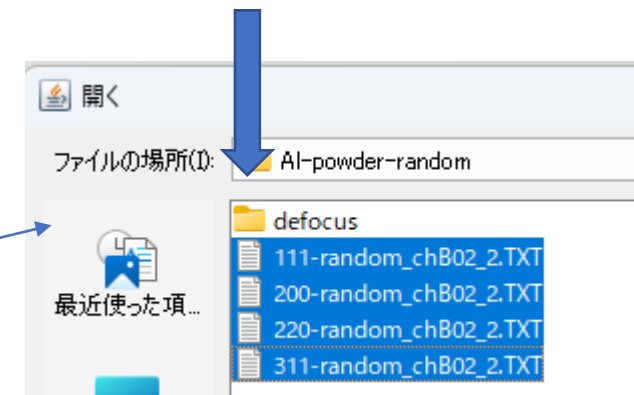 開く
ファイルの場所(I):
Al-powder-random
defocus
111-random_chB02_2.TXT
200-random_chB02_2.TXT
220-random_chB02_2.TXT
311-random_chB02_2.TXT
最近使った項...